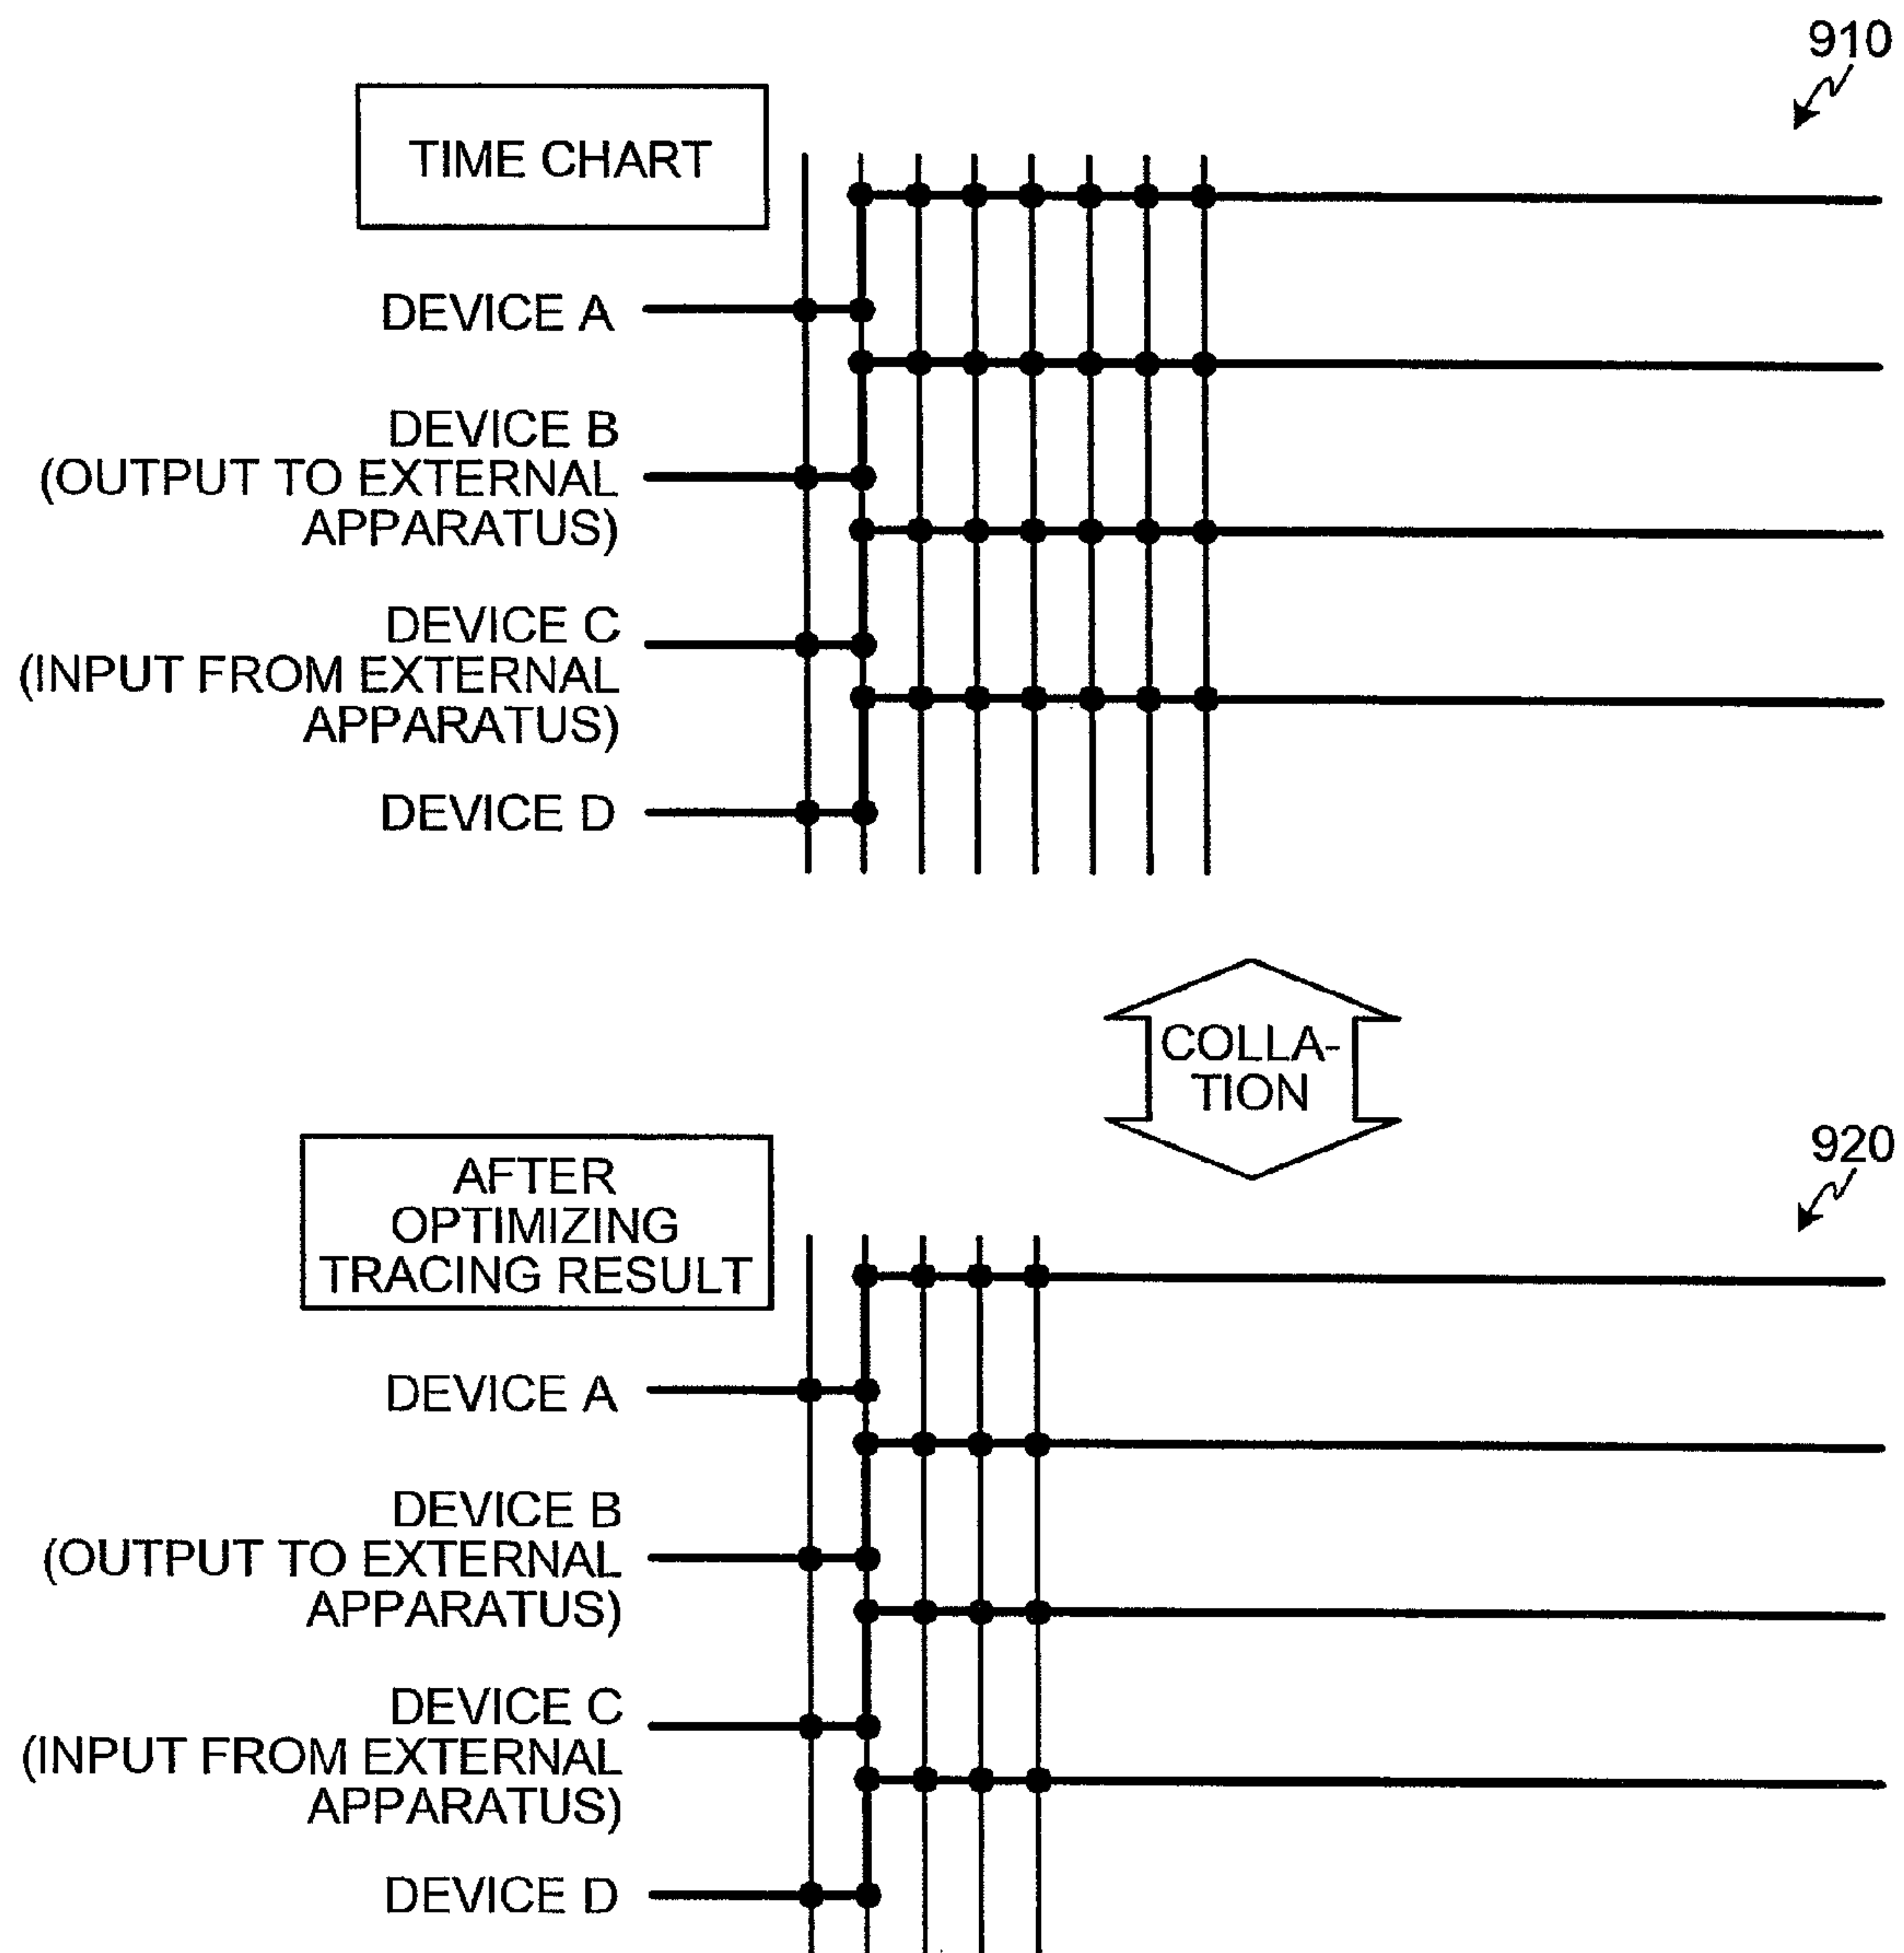 910
TIME CHART
DEVICE A
DEVICE B
(OUTPUT TO EXTERNAL
APPARATUS)
DEVICE C
(INPUT FROM EXTERNAL
APPARATUS)
DEVICE D
COLLA-
TION
920
AFTER
OPTIMIZING
TRACING RESULT
DEVICE A
DEVICE B
(OUTPUT TO EXTERNAL
APPARATUS)
DEVICE C
(INPUT FROM EXTERNAL
APPARATUS)
DEVICE D